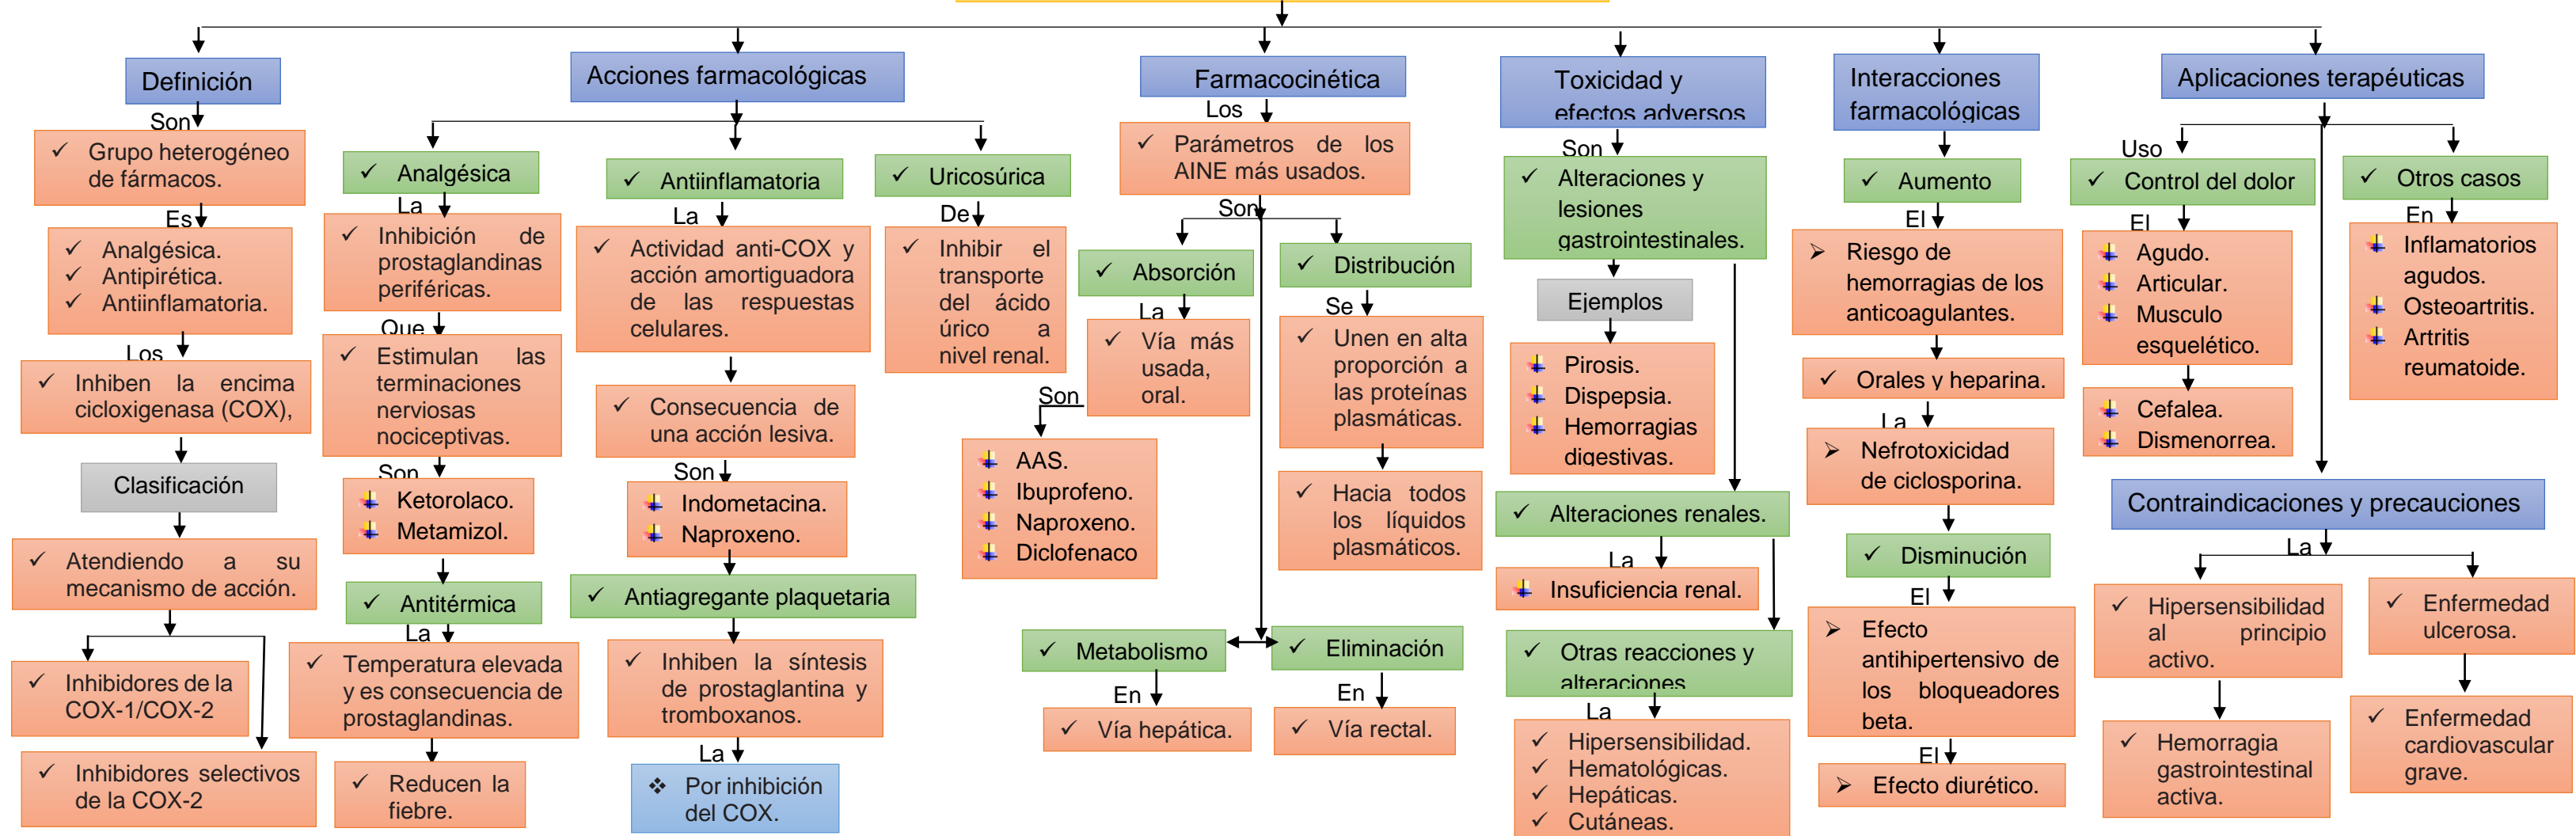 Definición
Son
Grupo heterogéneo
de fármacos.
Es
Analgésica.
Antipirética.
Antiinflamatoria.
Los
Inhiben la encima
cicloxigenasa (COX),
Clasificación
Atendiendo a su
mecanismo de acción.
Inhibidores de la
COX-1/COX-2
Inhibidores selectivos
de la COX-2
Acciones farmacológicas
Analgésica
La
Inhibición de
prostaglandinas
periféricas.
Que
Estimulan las
terminaciones
nerviosas
nociceptivas.
Son
Ketorolaco.
Metamizol.
Antitérmica
La
Temperatura elevada
y es consecuencia de
prostaglandinas.
Reducen la
fiebre.
Antiinflamatoria
La
Actividad anti-COX y
acción amortiguadora
de las respuestas
celulares.
Consecuencia de
una acción lesiva.
Son
Indometacina.
Naproxeno.
Antiagregante plaquetaria
Inhiben la síntesis
de prostaglantina y
tromboxanos.
La
Por inhibición
del COX.
Uricosúrica
De
Inhibir el
transporte
del ácido
úrico a
nivel renal.
Farmacocinética
Los
Parámetros de los
AINE más usados.
Son
Absorción
La
Vía más
usada,
oral.
Son
AAS.
Ibuprofeno.
Naproxeno.
Diclofenaco
Distribución
Se
Unen en alta
proporción a
las proteínas
plasmáticas.
Hacia todos
los líquidos
plasmáticos.
Metabolismo
En
Vía hepática.
Eliminación
En
Vía rectal.
Toxicidad y
efectos adversos
Son
Alteraciones y
lesiones
gastrointestinales.
Ejemplos
Pirosis.
Dispepsia.
Hemorragias
digestivas.
Alteraciones renales.
La
Insuficiencia renal.
Otras reacciones y
alteraciones
La
Hipersensibilidad.
Hematológicas.
Hepáticas.
Cutáneas.
Interacciones
farmacológicas
Aumento
El
Riesgo de
hemorragias de los
anticoagulantes.
Orales y heparina.
La
Nefrotoxicidad
de ciclosporina.
Disminución
El
Efecto
antihipertensivo de
los bloqueadores
beta.
El
Efecto diurético.
Aplicaciones terapéuticas
Uso
Control del dolor
El
Agudo.
Articular.
Musculo
esquelético.
Cefalea.
Dismenorrea.
Otros casos
En
Inflamatorios
agudos.
Osteoartritis.
Artritis
reumatoide.
Contraindicaciones y precauciones
La
Hipersensibilidad
al principio
activo.
Hemorragia
gastrointestinal
activa.
Enfermedad
ulcerosa.
Enfermedad
cardiovascular
grave.